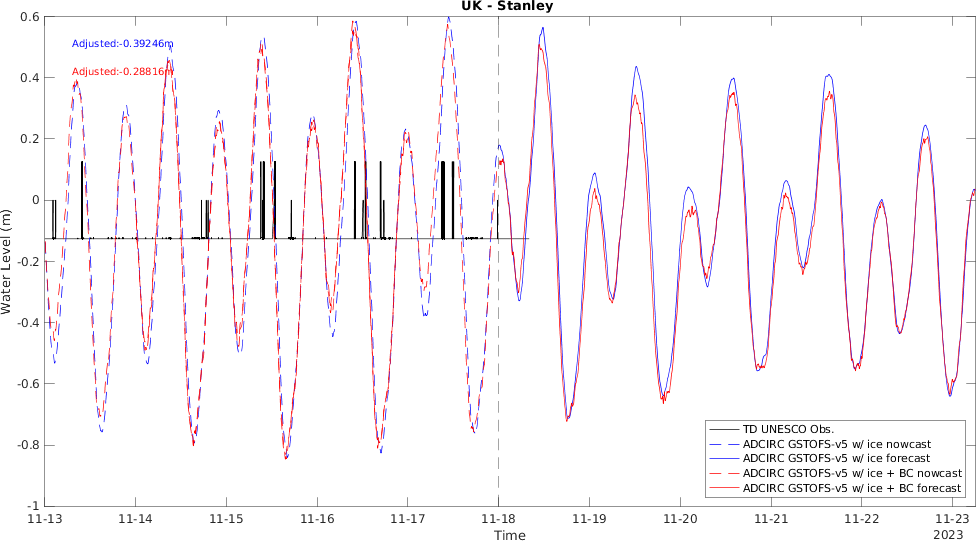 UK - Stanley
Adjusted:-0.39246m
Adjusted:-0.28816m
0.6
0.4
0.2
0
-0.2
-0.4
-0.6
-0.8
-1
Water Level (m)
TD UNESCO Obs.
ADCIRC GSTOFS-v5 w/ ice nowcast
ADCIRC GSTOFS-v5 w/ ice forecast
ADCIRC GSTOFS-v5 w/ ice + BC nowcast
ADCIRC GSTOFS-v5 w/ ice + BC forecast
11-13 11-14 11-15 11-16 11-17 11-18 11-19 11-20 11-21 11-22 11-23
Time 2023